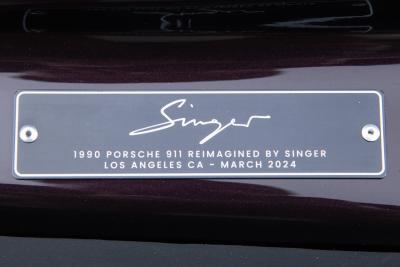 Singer
1990 PORSCHE 911 REIMAGINED BY SINGER
LOS ANGELES CA - MARCH 2024